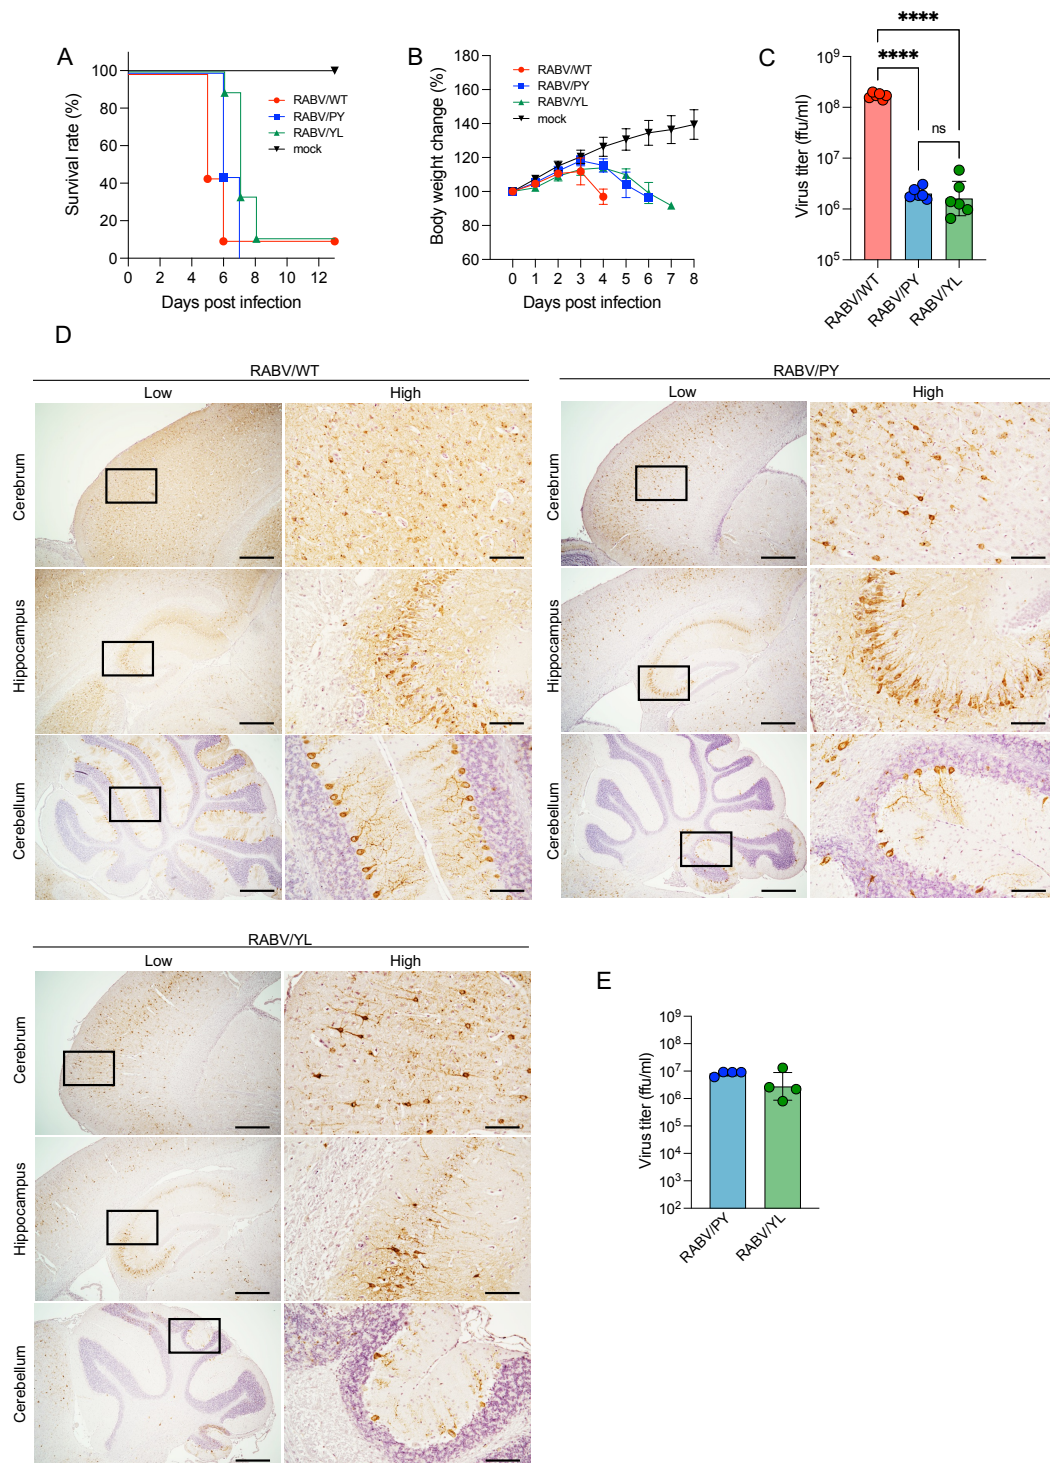 A
Survival rate (%)
100
80
60
40
20
0
0 2 4 6 8 10 12
Days post infection
RABV/WT
RABV/PY
RABV/YL
mock
B
Body weight change (%)
180
160
140
120
100
80
60
0 1 2 3 4 5 6 7 8
Days post infection
RABV/WT
RABV/PY
RABV/YL
mock
C
Virus titer (ffu/ml)
10⁹
10⁸
10⁷
10⁶
10⁵
****
****
ns
RABV/WT
RABV/PY
RABV/YL
D
RABV/WT
Low High
Cerebrum
Hippocampus
Cerebellum
RABV/PY
Low High
Cerebrum
Hippocampus
Cerebellum
RABV/YL
Low High
Cerebrum
Hippocampus
Cerebellum
E
Virus titer (ffu/ml)
10⁹
10⁸
10⁷
10⁶
10⁵
10⁴
10³
10²
RABV/PY
RABV/YL